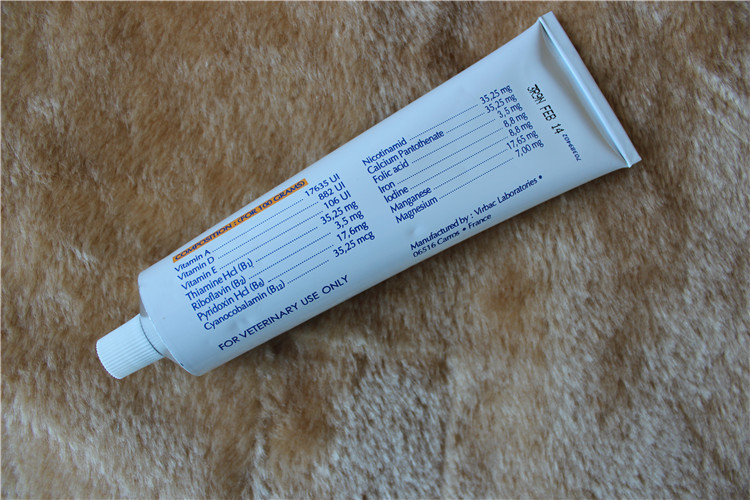 COMPOSITION : (FOR 100 GRAMS)
Vitamin A 17635 UI
Vitamin D 882 UI
Vitamin E 106 UI
Thiamine Hcl (B1) 35,25 mg
Riboflavin (B2) 3,5 mg
Pyridoxin Hcl (B6) 17,6mg
Cyanocobalamin (B12) 35,25 mcg
FOR VETERINARY USE ONLY
Nicotinamid 35,25 mg
Calcium Pantothenate 35,25 mg
Folic acid 3,5 mg
Iron 8,8 mg
Iodine 8,8 mg
Manganese 17,65 mg
Magnesium 7,00 mg
Manufactured by : Virbac Laboratories •
06516 Carros • France
3R9N FEB 14